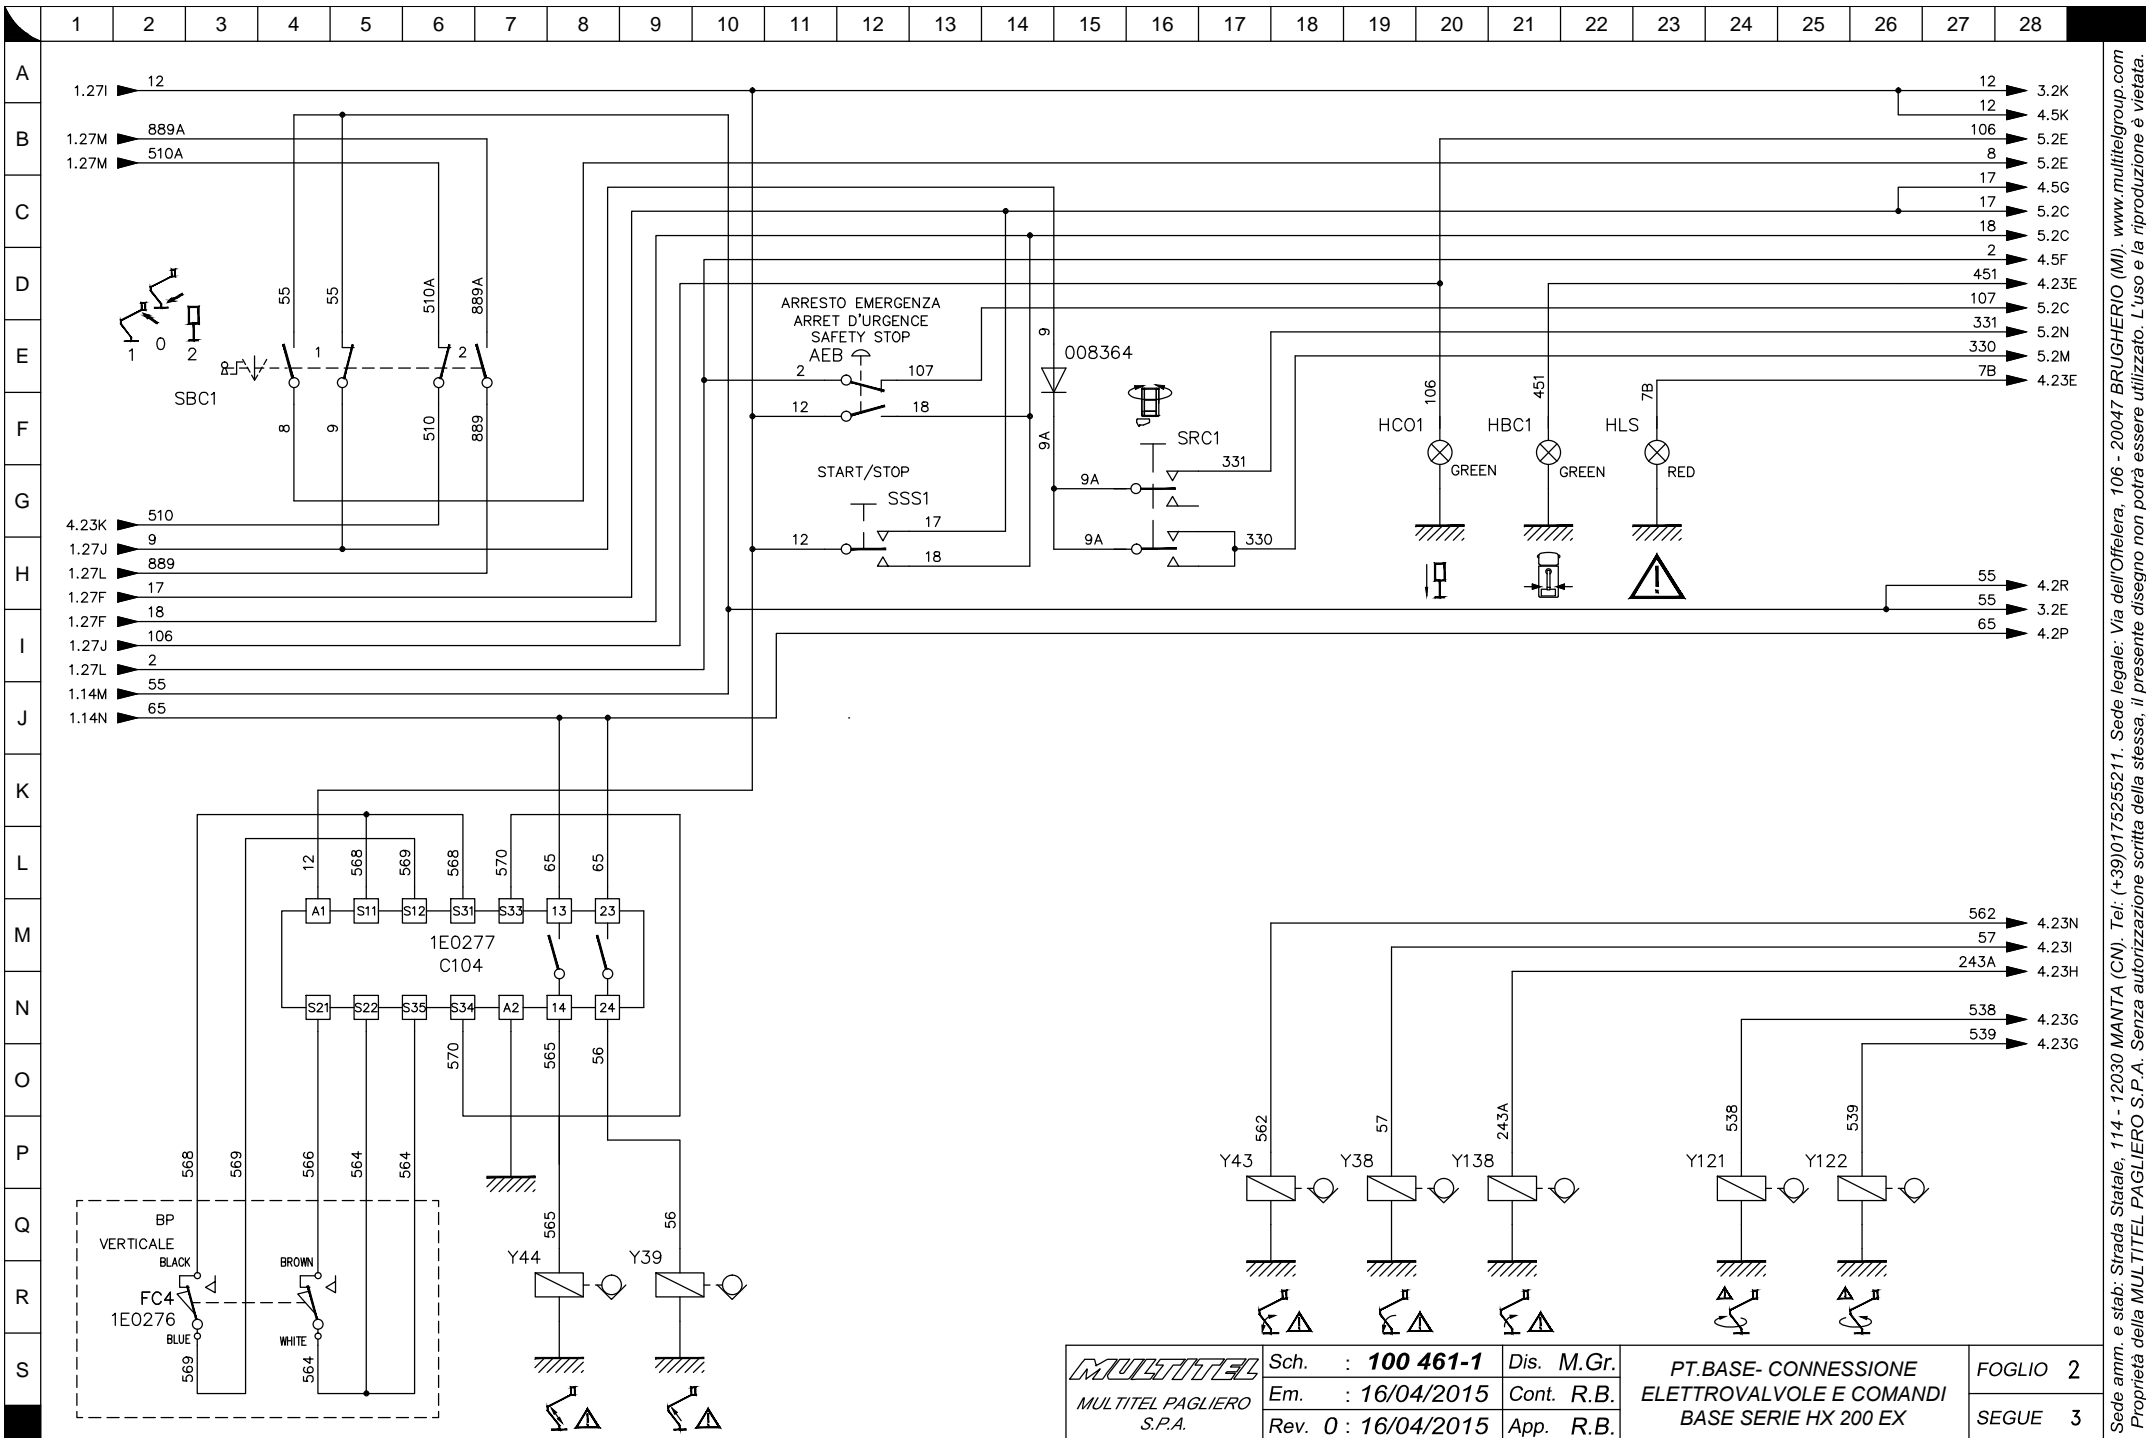 1 2 3 4 5 6 7 8 9 10 11 12 13 14 15 16 17 18 19 20 21 22 23 24 25 26 27 28
A
B
C
D
E
F
G
H
I
J
K
L
M
N
O
P
Q
R
S
1.27I 12
1.27M 889A
1.27M 510A
12 3.2K
12 4.5K
106 5.2E
8 5.2E
17 4.5G
17 5.2C
18 5.2C
2 4.5F
451 4.23E
107 5.2C
331 5.2N
330 5.2M
7B 4.23E
55 55 510A 889A
1 0 2
1 2
SBC1
8 9 510 889
ARRESTO EMERGENZA
ARRET D'URGENCE
SAFETY STOP
AEB
2 107
12 18
START/STOP
SSS1
12 17
18
9
008364
9A
SRC1
9A 331
9A 330
106 451 7B
HCO1 HBC1 HLS
GREEN GREEN RED
4.23K 510
1.27J 9
1.27L 889
1.27F 17
1.27F 18
1.27J 106
1.27L 2
1.14M 55
1.14N 65
55 4.2R
55 3.2E
65 4.2P
12 568 569 568 570 65 65
A1 S11 S12 S31 S33 13 23
1E0277
C104
S21 S22 S35 S34 A2 14 24
570 565 56
568 569 566 564 564
BP
VERTICALE
BLACK BROWN
FC4
1E0276
BLUE WHITE
569 564
565 56
Y44 Y39
562 4.23N
57 4.23I
243A 4.23H
538 4.23G
539 4.23G
562 57 243A 538 539
Y43 Y38 Y138 Y121 Y122
MULTITEL
MULTITEL PAGLIERO
S.P.A.
Sch. : 100 461-1 Dis. M.Gr.
Em. : 16/04/2015 Cont. R.B.
Rev. 0 : 16/04/2015 App. R.B.
PT.BASE- CONNESSIONE
ELETTROVALVOLE E COMANDI
BASE SERIE HX 200 EX
FOGLIO 2
SEGUE 3
Sede amm. e stab: Strada Statale, 114 - 12030 MANTA (CN). Tel: (+39)0175255211. Sede legale: Via dell'Offelera, 106 - 20047 BRUGHERIO (MI). www.multitelgroup.com
Proprietà della MULTITEL PAGLIERO S.P.A. Senza autorizzazione scritta della stessa, il presente disegno non potrà essere utilizzato. L'uso e la riproduzione è vietata.